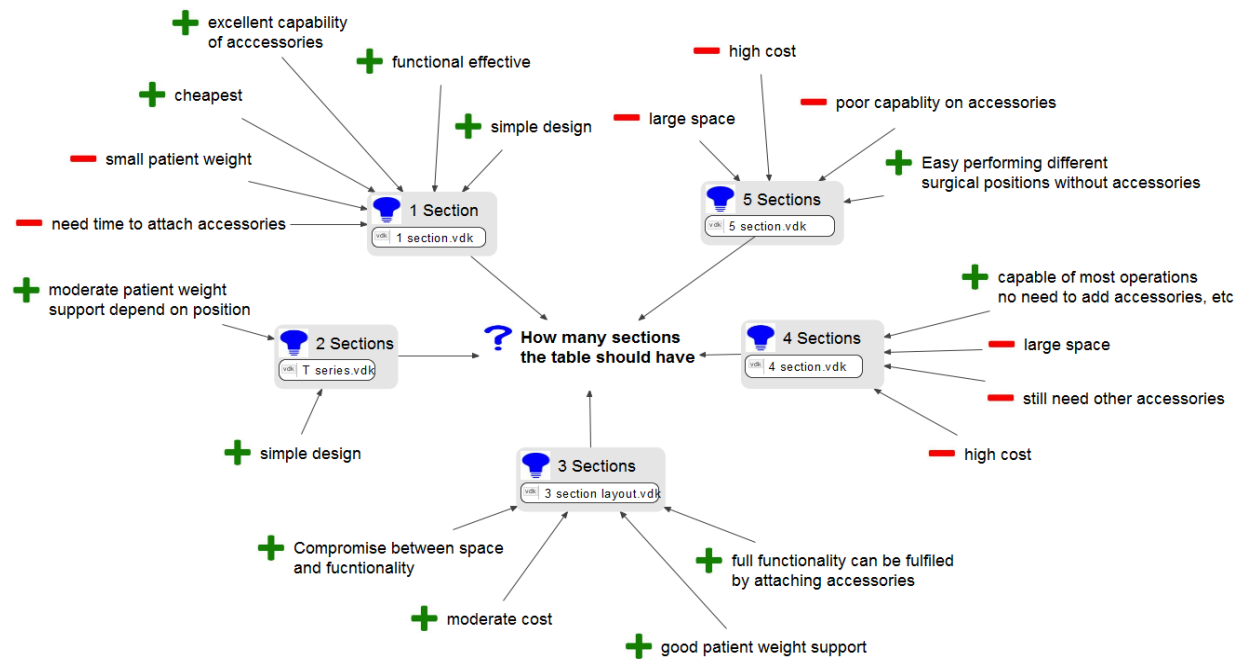 excellent capability
of acccessories
functional effective
cheapest
simple design
small patient weight
need time to attach accessories
1 Section
vdk 1 section.vdk
high cost
poor capablity on accessories
large space
Easy performing different
surgical positions without accessories
5 Sections
vdk 5 section.vdk
moderate patient weight
support depend on position
2 Sections
vdk T series.vdk
simple design
? How many sections
the table should have
capable of most operations
no need to add accessories, etc
4 Sections
vdk 4 section.vdk
large space
still need other accessories
high cost
3 Sections
vdk 3 section layout.vdk
Compromise between space
and fucntionality
moderate cost
full functionality can be fulfiled
by attaching accessories
good patient weight support